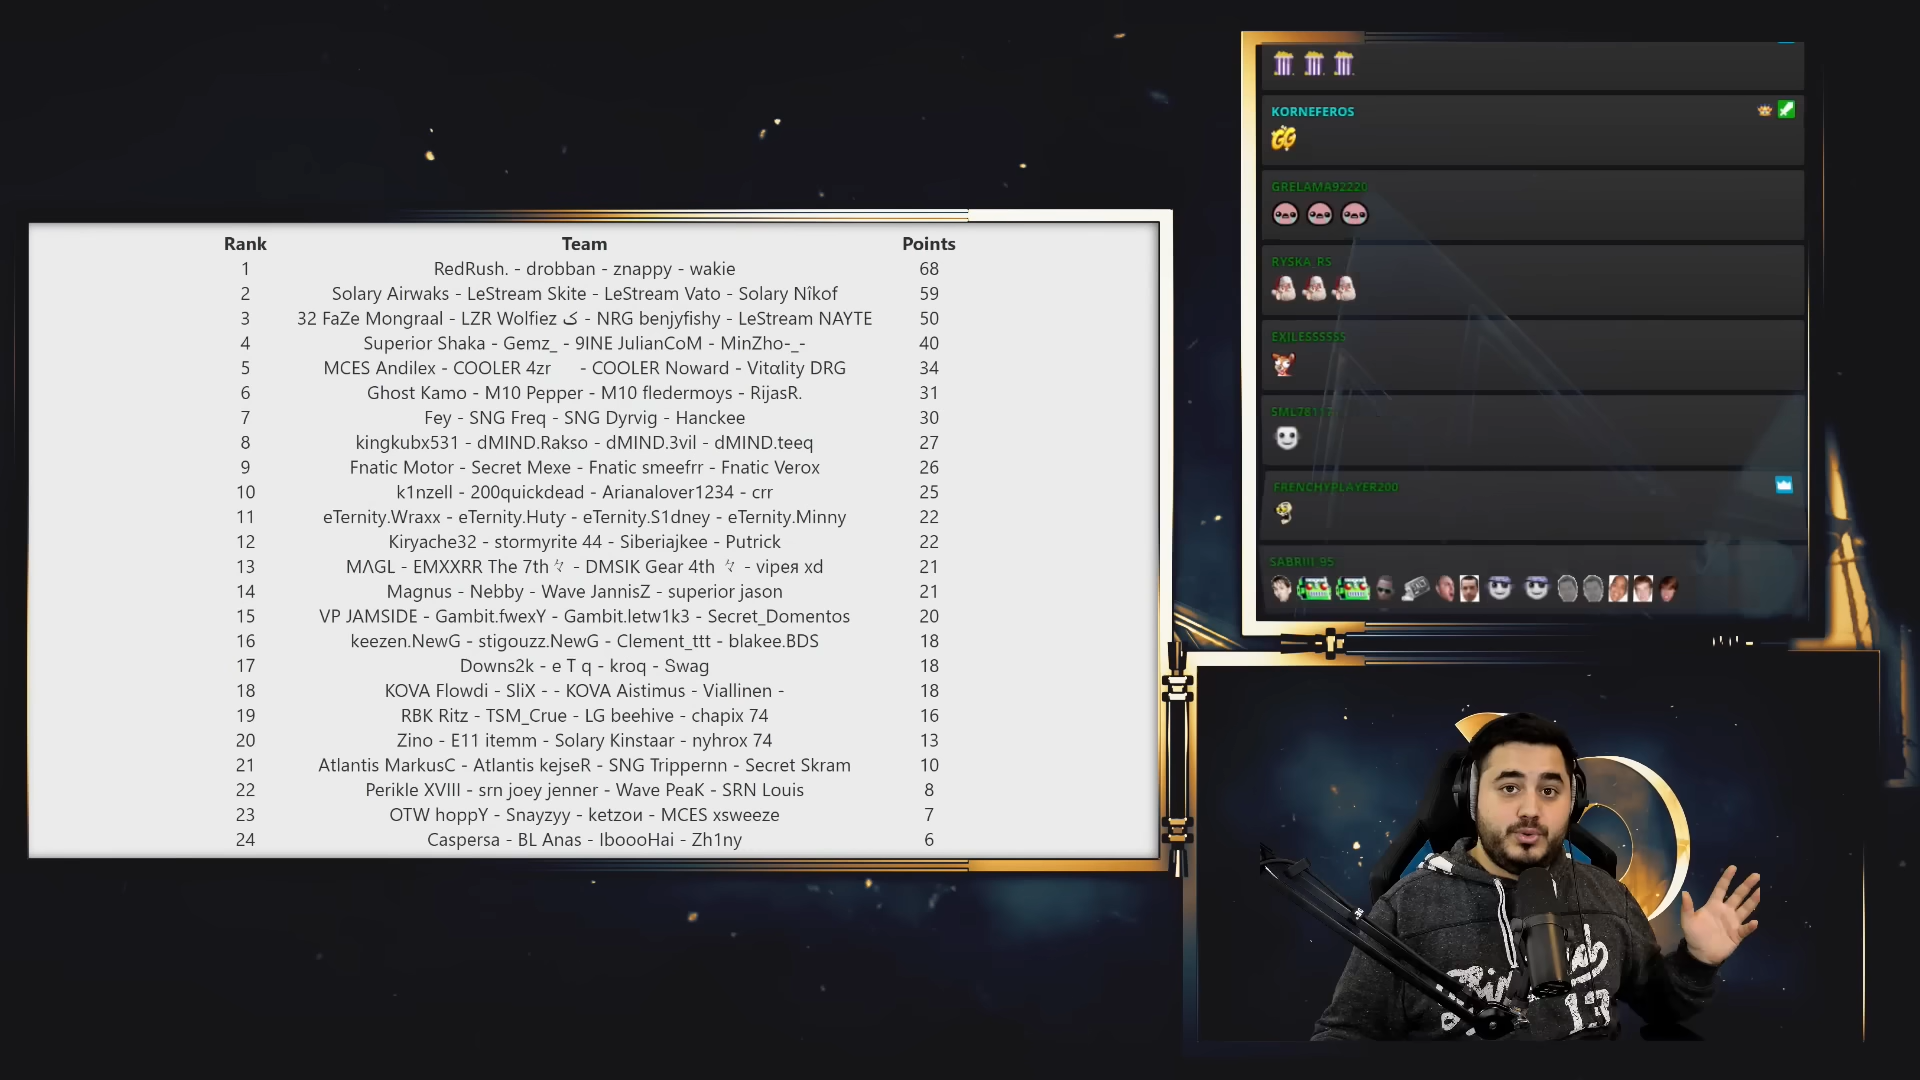 Rank Team Points
1 RedRush. - drobban - znappy - wakie 68
2 Solary Airwaks - LeStream Skite - LeStream Vato - Solary Nîkof 59
3 32 FaZe Mongraal - LZR Wolfiez ک - NRG benjyfishy - LeStream NAYTE 50
4 Superior Shaka - Gemz_ - 9INE JulianCoM - MinZho-_- 40
5 MCES Andilex - COOLER 4zr - COOLER Noward - Vitαlity DRG 34
6 Ghost Kamo - M10 Pepper - M10 fledermoys - RijasR. 31
7 Fey - SNG Freq - SNG Dyrvig - Hanckee 30
8 kingkubx531 - dMIND.Rakso - dMIND.3vil - dMIND.teeq 27
9 Fnatic Motor - Secret Mexe - Fnatic smeefrr - Fnatic Verox 26
10 k1nzell - 200quickdead - Arianalover1234 - crr 25
11 eTernity.Wraxx - eTernity.Huty - eTernity.S1dney - eTernity.Minny 22
12 Kiryache32 - stormyrite 44 - Siberiajkee - Putrick 22
13 MΛGL - EMXXRR The 7th ㄘ - DMSIK Gear 4th ㄘ - vipeя xd 21
14 Magnus - Nebby - Wave JannisZ - superior jason 21
15 VP JAMSIDE - Gambit.fwexY - Gambit.letw1k3 - Secret_Domentos 20
16 keezen.NewG - stigouzz.NewG - Clement_ttt - blakee.BDS 18
17 Downs2k - e T q - kroq - Swag 18
18 KOVA Flowdi - SliX - - KOVA Aistimus - Viallinen - 18
19 RBK Ritz - TSM_Crue - LG beehive - chapix 74 16
20 Zino - E11 itemm - Solary Kinstaar - nyhrox 74 13
21 Atlantis MarkusC - Atlantis kejseR - SNG Trippernn - Secret Skram 10
22 Perikle XVIII - srn joey jenner - Wave PeaK - SRN Louis 8
23 OTW hoppY - Snayzyy - ketzoи - MCES xsweeze 7
24 Caspersa - BL Anas - IboooHai - Zh1ny 6
KORNEFEROS
GG
GRELAMA92220
RYSKA_RS
EXILESSSSSS
FRENCHYPLAYER200
SABRIII_95
13